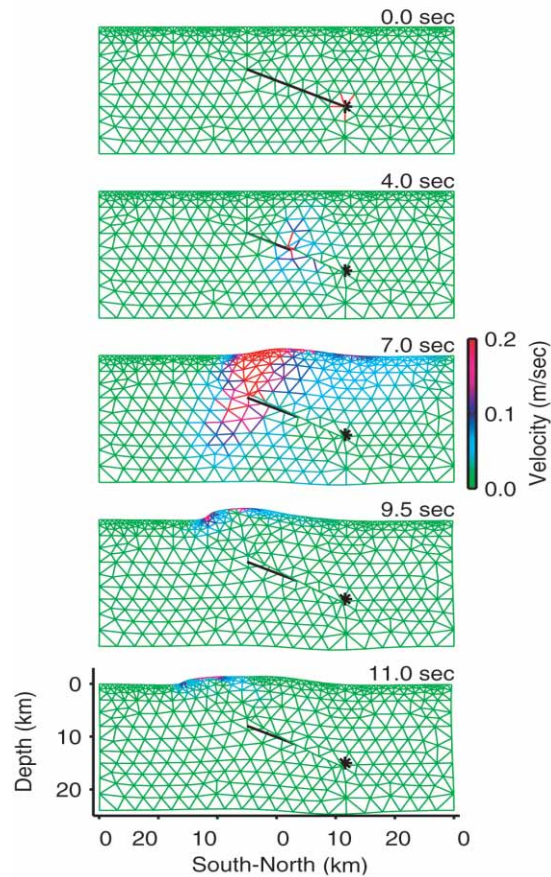 0.0 sec
4.0 sec
7.0 sec
0.2
0.1
0.0
Velocity (m/sec)
9.5 sec
11.0 sec
0
10
20
Depth (km)
0 20 10 0 10 20 0
South-North (km)